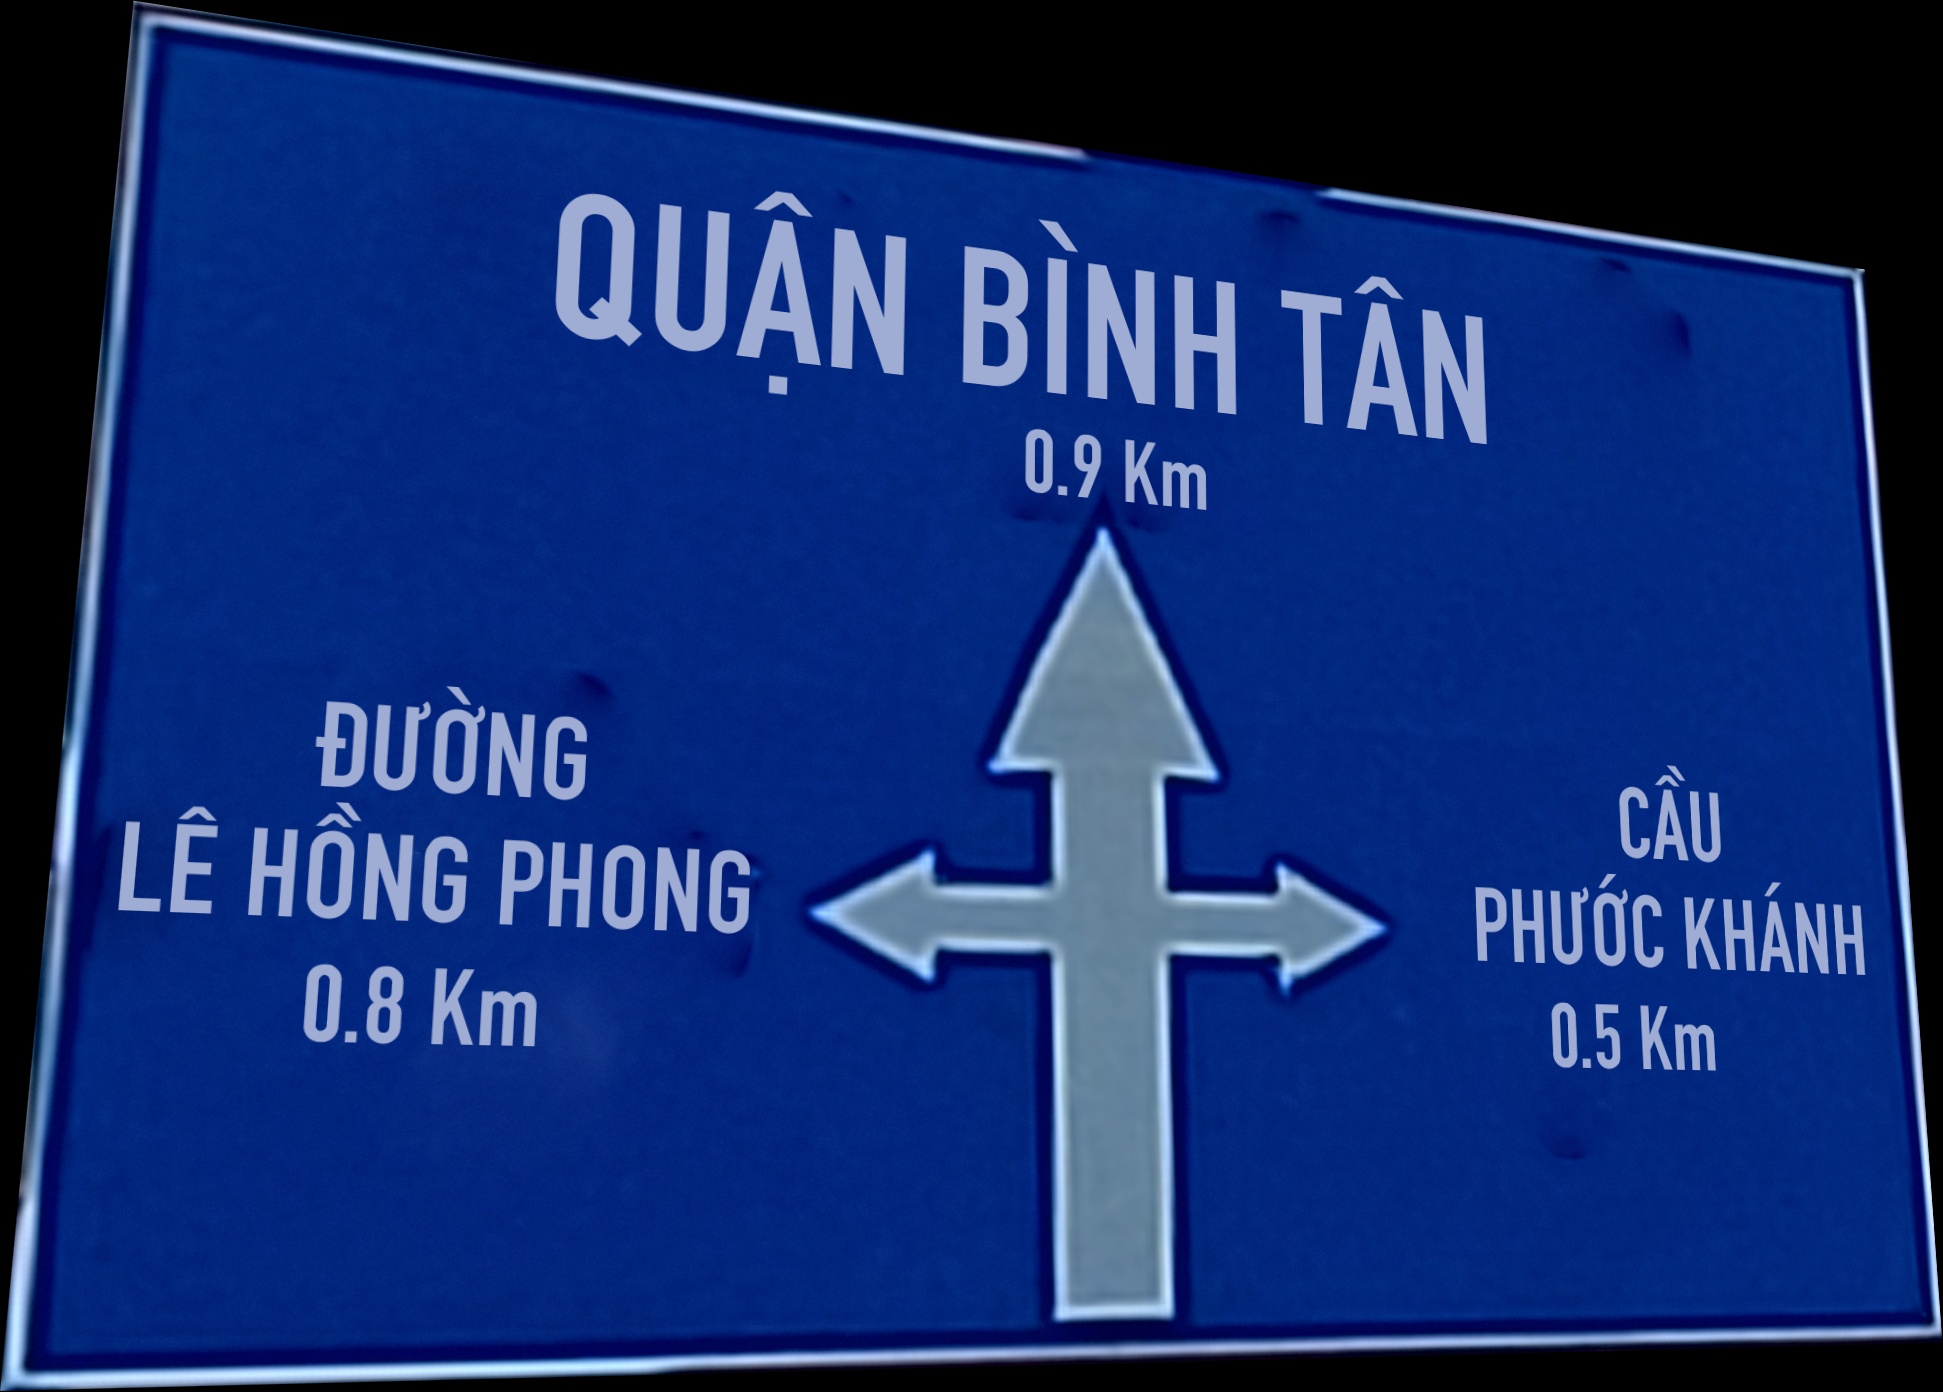 QUẬN BÌNH TÂN
0.9 Km
ĐƯỜNG
LÊ HỒNG PHONG
0.8 Km
CẦU
PHƯỚC KHÁNH
0.5 Km